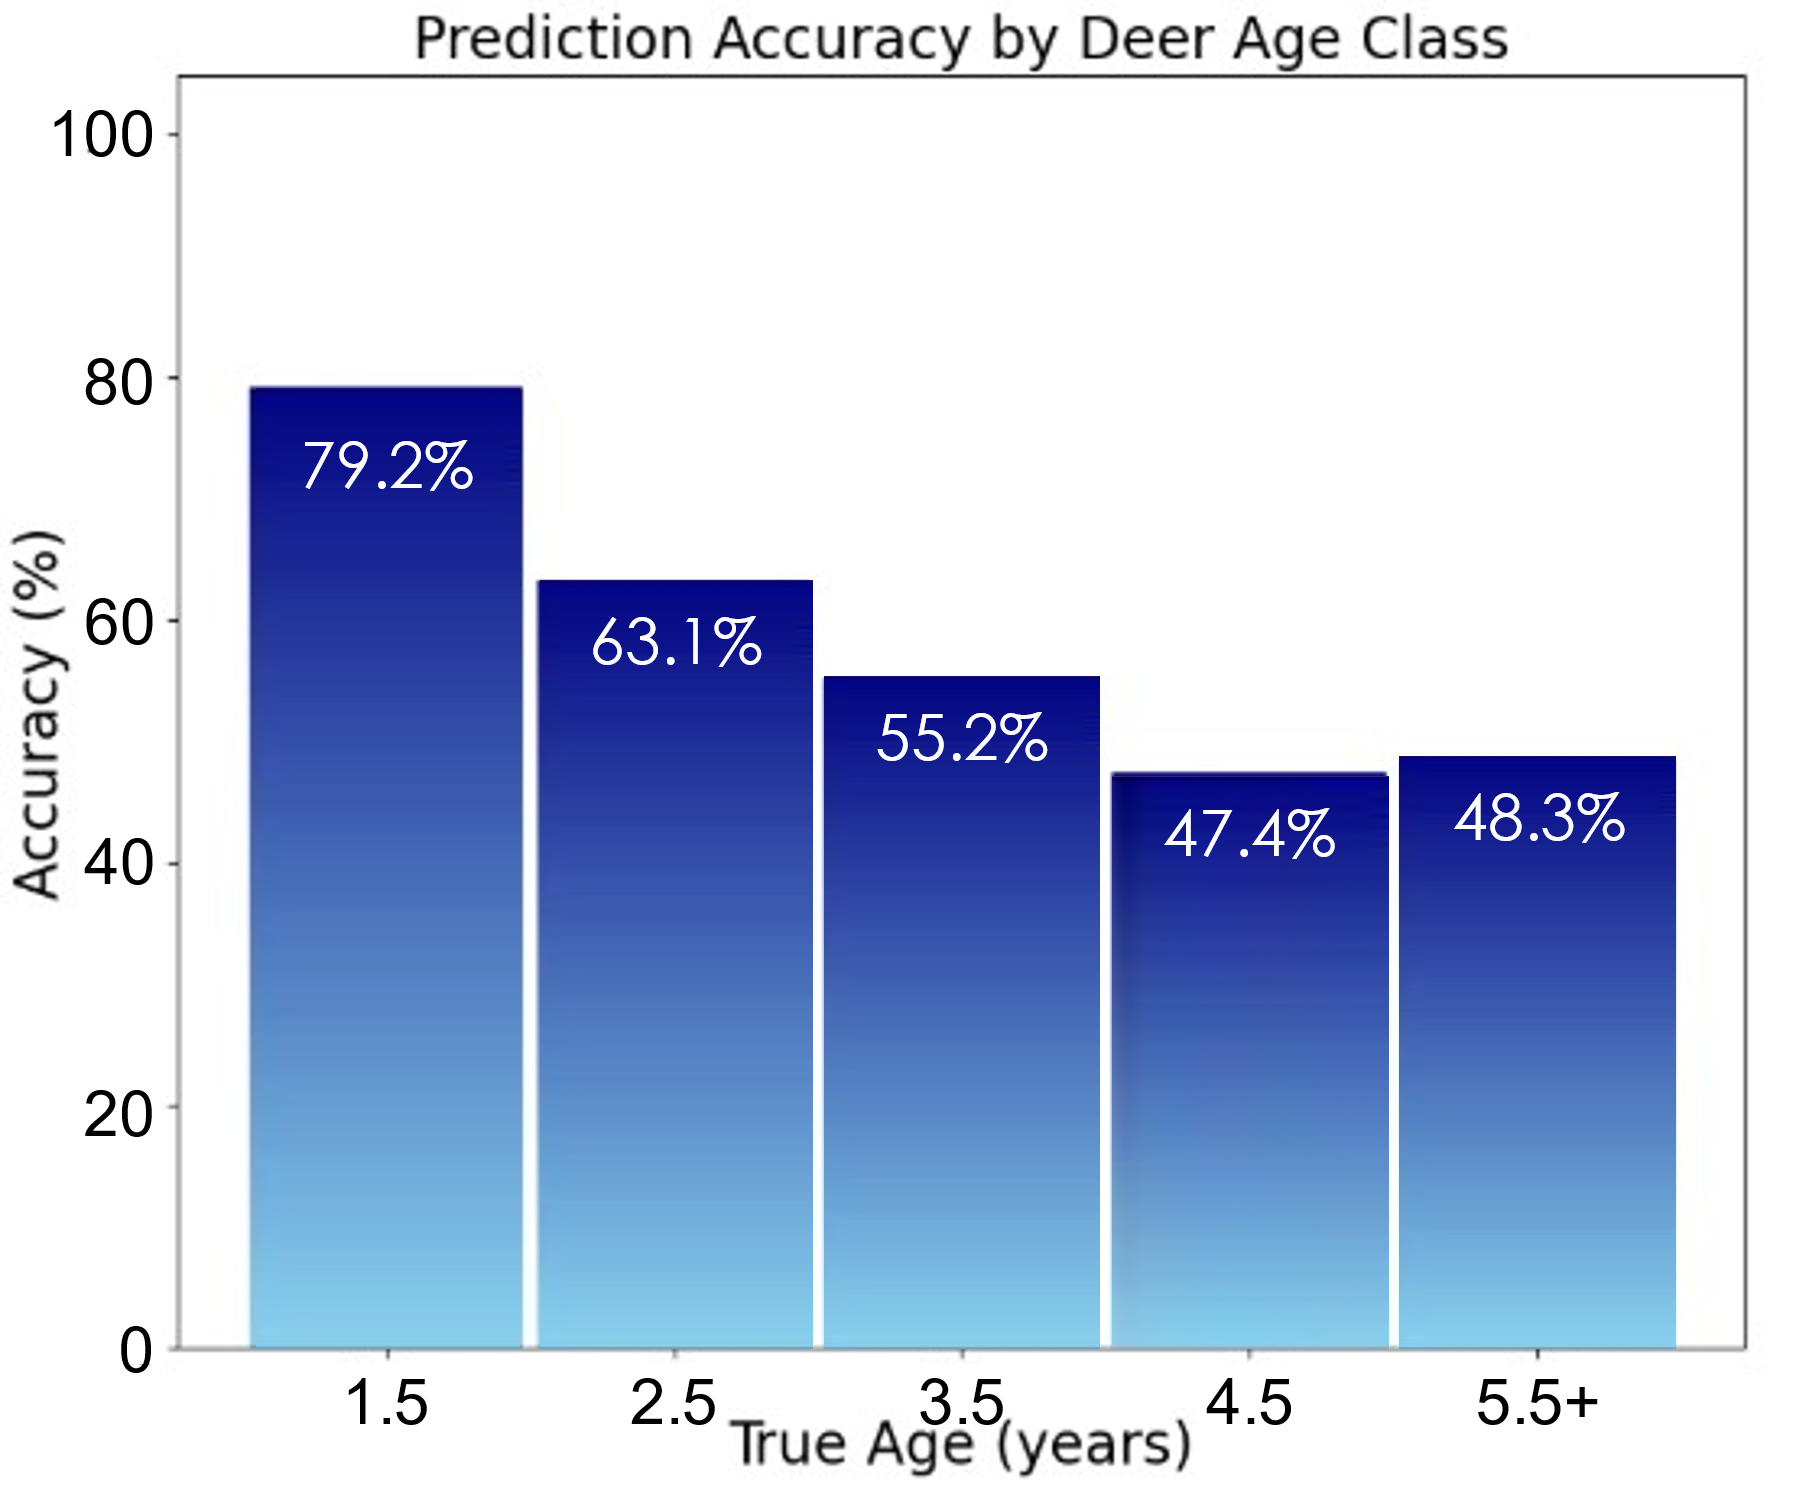 Prediction Accuracy by Deer Age Class
100
80
60
40
20
0
Accuracy (%)
79.2%
63.1%
55.2%
47.4%
48.3%
1.5 2.5 3.5 4.5 5.5+
True Age (years)